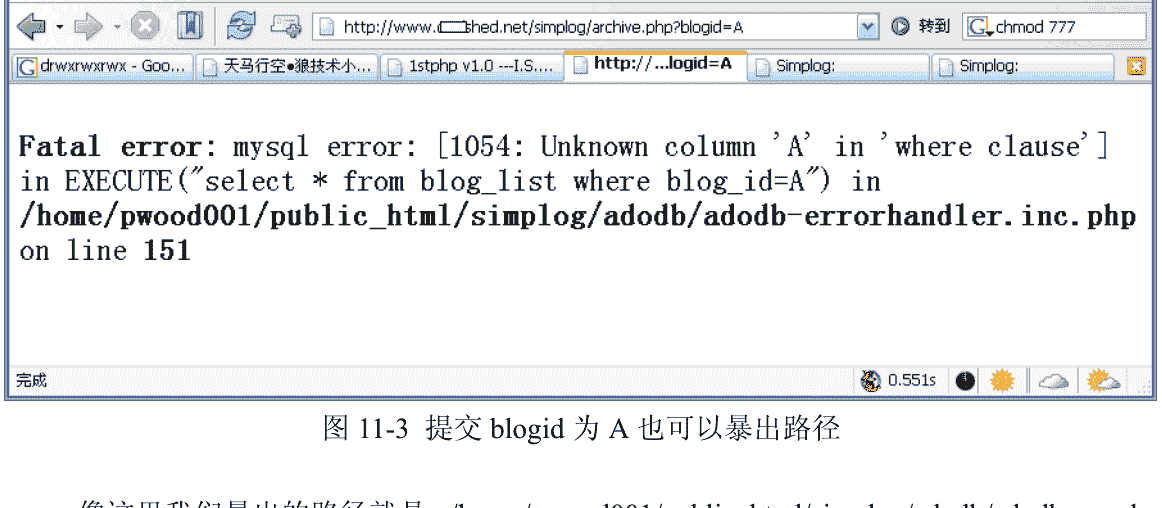 http://www.d hed.net/simplog/archive.php?blogid=A
转到
chmod 777
drwxrwxrwx - Goo...
天马行空●狼技术小...
1stphp v1.0 ---I.S....
http://...logid=A
Simplog:
Simplog:
Fatal error: mysql error: [1054: Unknown column 'A' in 'where clause']
in EXECUTE("select * from blog_list where blog_id=A") in
/home/pwood001/public_html/simplog/adodb/adodb-errorhandler.inc.php
on line 151
完成
0.551s
图 11-3 提交 blogid 为 A 也可以暴出路径